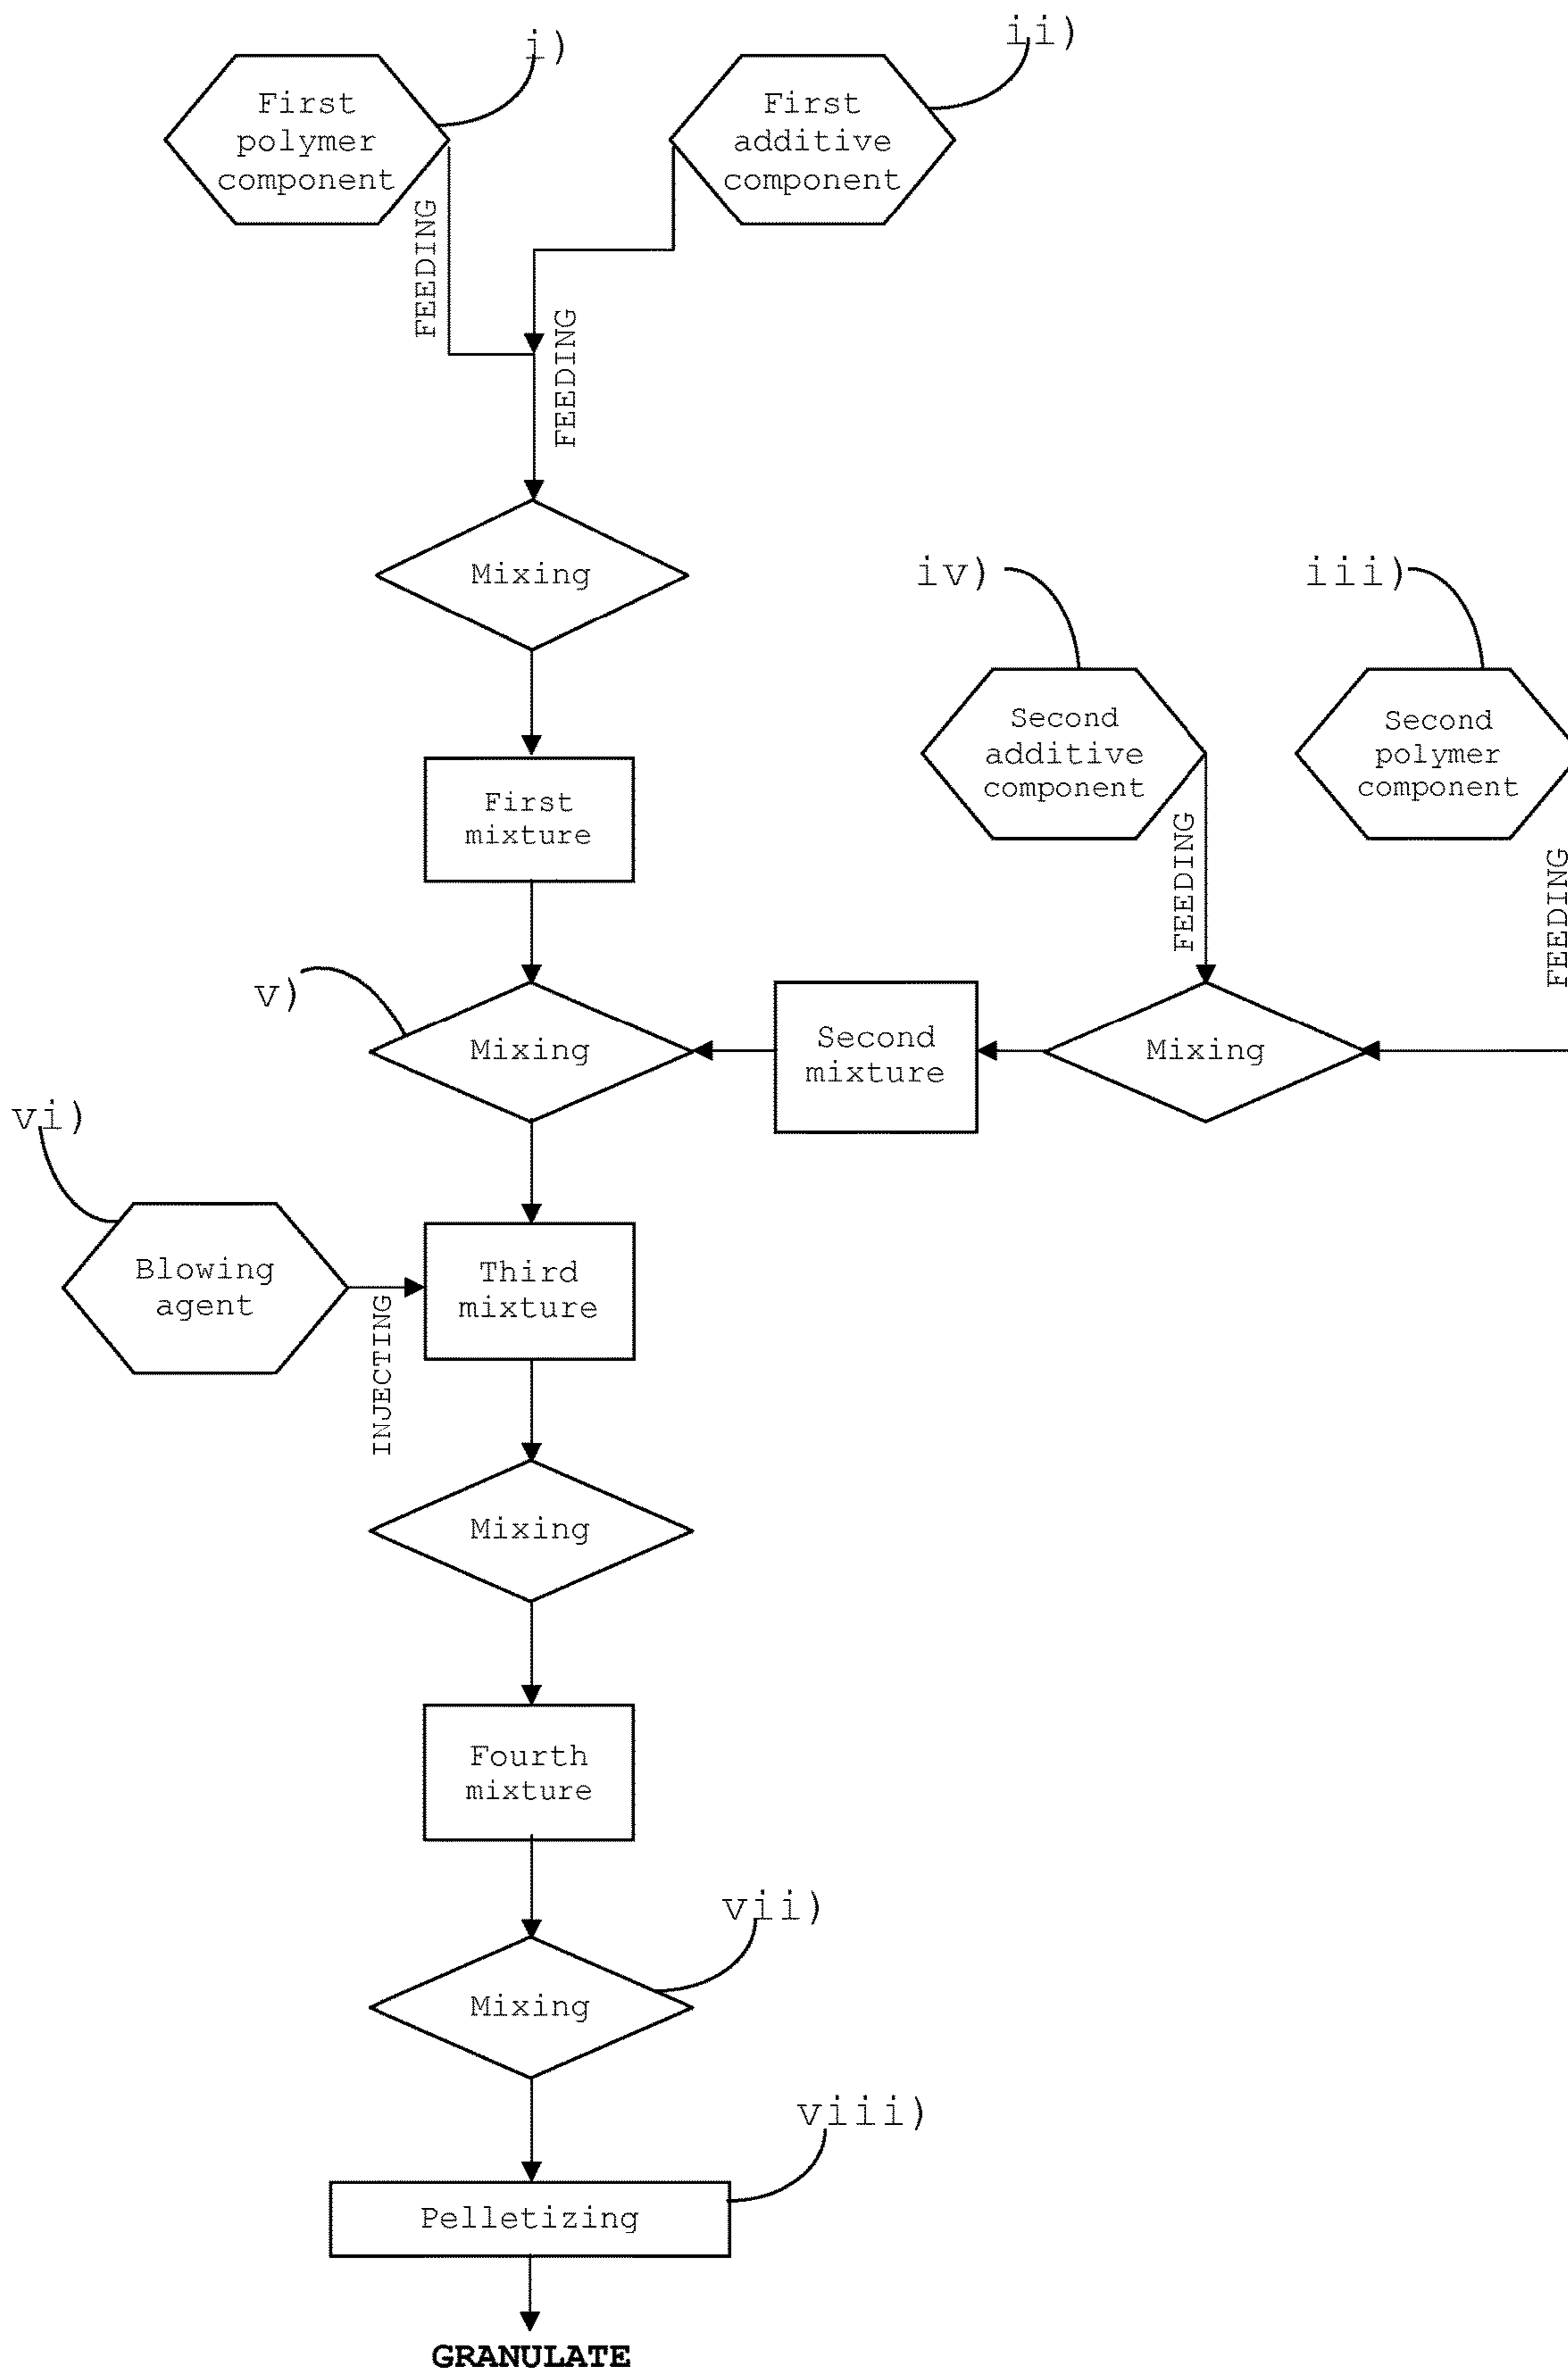 i)
ii)
First
polymer
component
First
additive
component
FEEDING
FEEDING
Mixing
iv)
iii)
Second
additive
component
Second
polymer
component
First
mixture
FEEDING
FEEDING
v)
Mixing
Second
mixture
Mixing
vi)
Blowing
agent
INJECTING
Third
mixture
Mixing
Fourth
mixture
vii)
Mixing
viii)
Pelletizing
GRANULATE